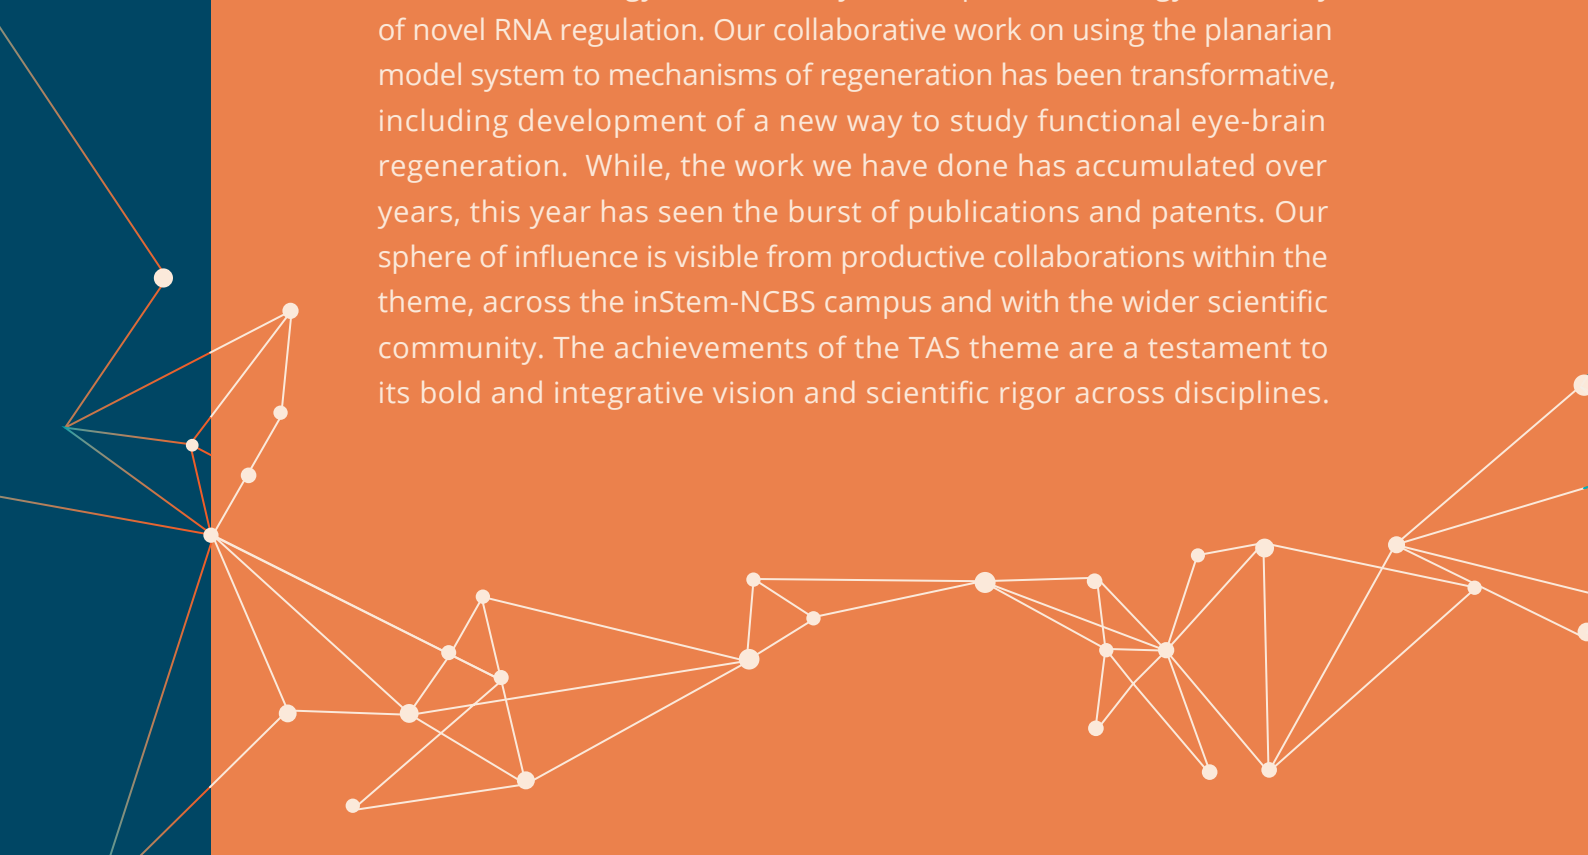 of novel RNA regulation. Our collaborative work on using the planarian
model system to mechanisms of regeneration has been transformative,
including development of a new way to study functional eye-brain
regeneration.  While, the work we have done has accumulated over
years, this year has seen the burst of publications and patents. Our
sphere of influence is visible from productive collaborations within the
theme, across the inStem-NCBS campus and with the wider scientific
community. The achievements of the TAS theme are a testament to
its bold and integrative vision and scientific rigor across disciplines.